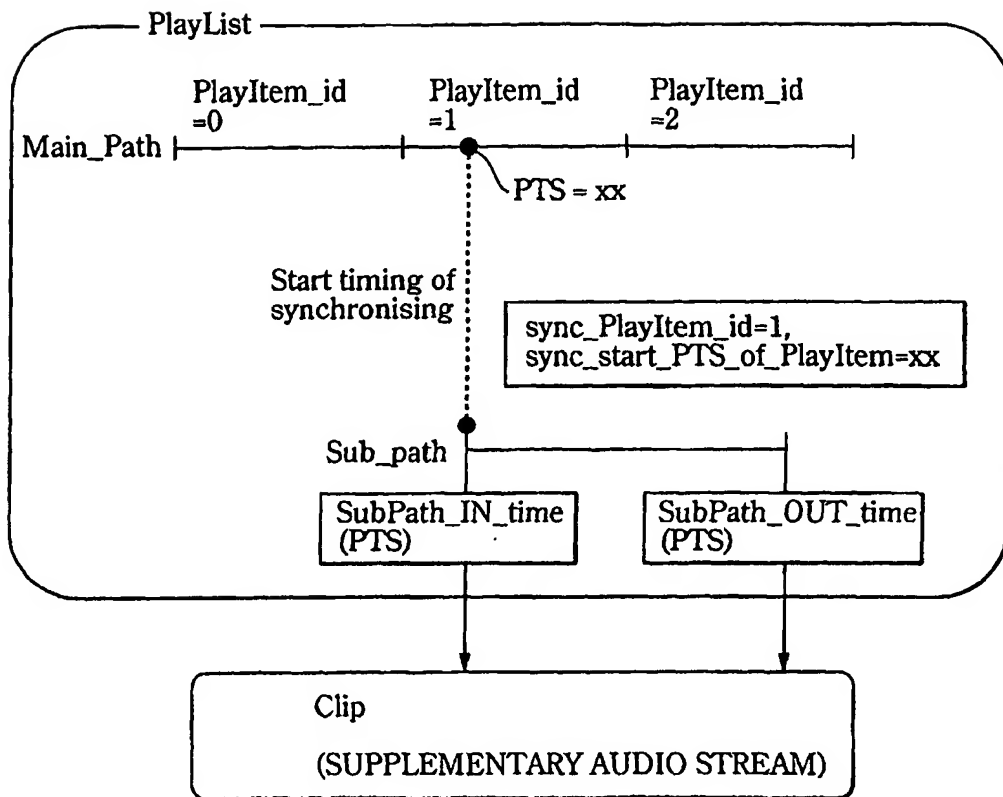 PlayList
PlayItem_id
=0
PlayItem_id
=1
PlayItem_id
=2
Main_Path
PTS = xx
Start timing of
synchronising
sync_PlayItem_id=1,
sync_start_PTS_of_PlayItem=xx
Sub_path
SubPath_IN_time
(PTS)
SubPath_OUT_time
(PTS)
Clip
(SUPPLEMENTARY AUDIO STREAM)